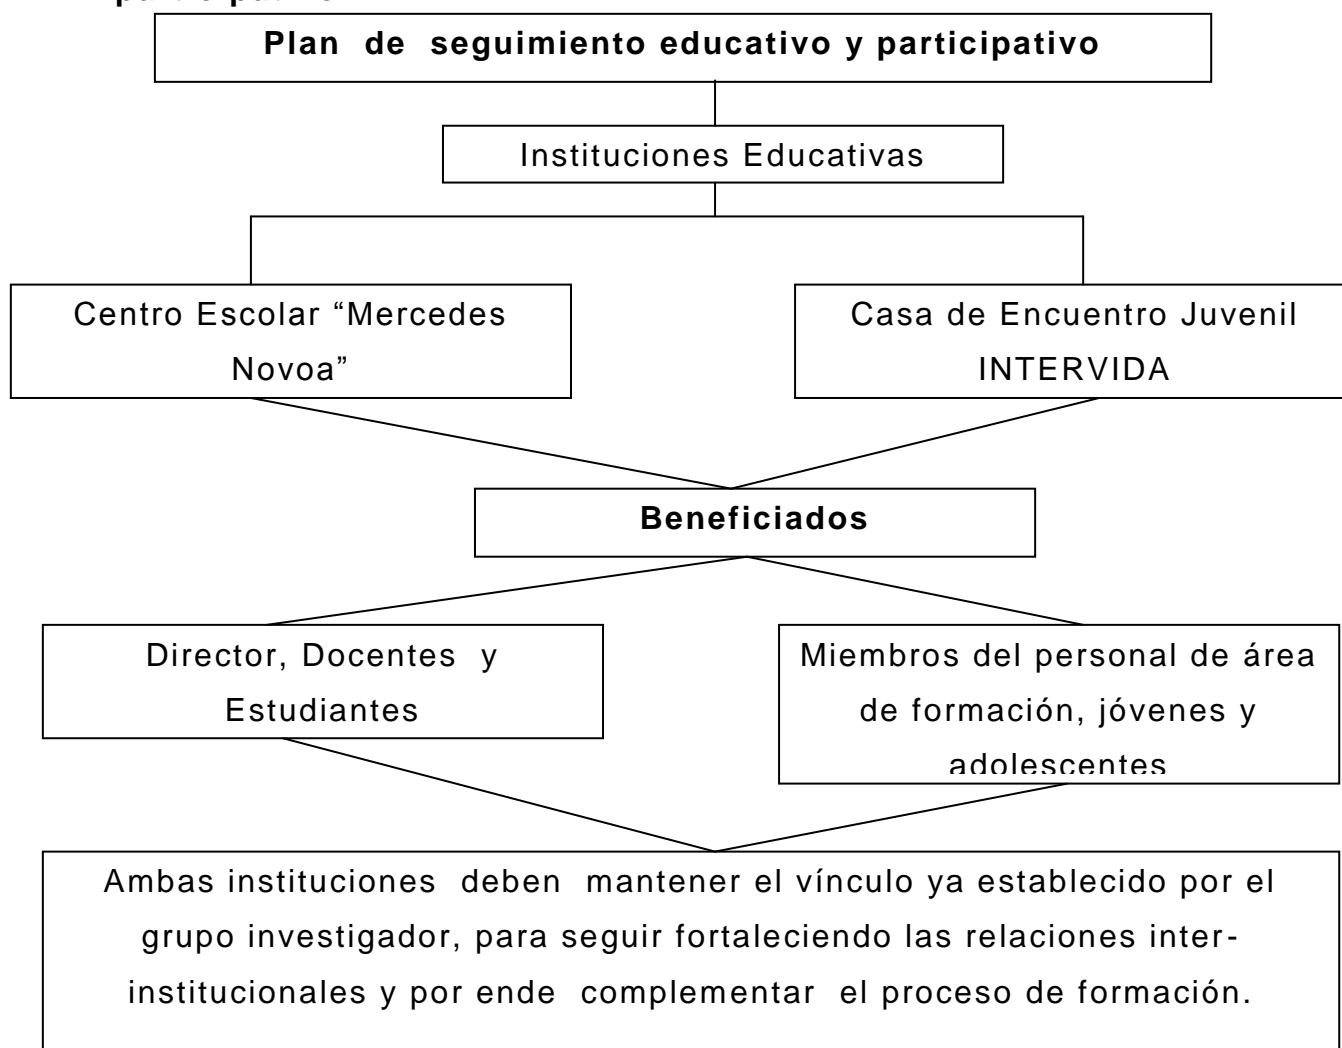 Plan de seguimiento educativo y participativo
Instituciones Educativas
Centro Escolar “Mercedes
Novoa”
Casa de Encuentro Juvenil
INTERVIDA
Beneficiados
Director, Docentes y
Estudiantes
Miembros del personal de área
de formación, jóvenes y
adolescentes
Ambas instituciones deben mantener el vínculo ya establecido por el
grupo investigador, para seguir fortaleciendo las relaciones inter-
institucionales y por ende complementar el proceso de formación.